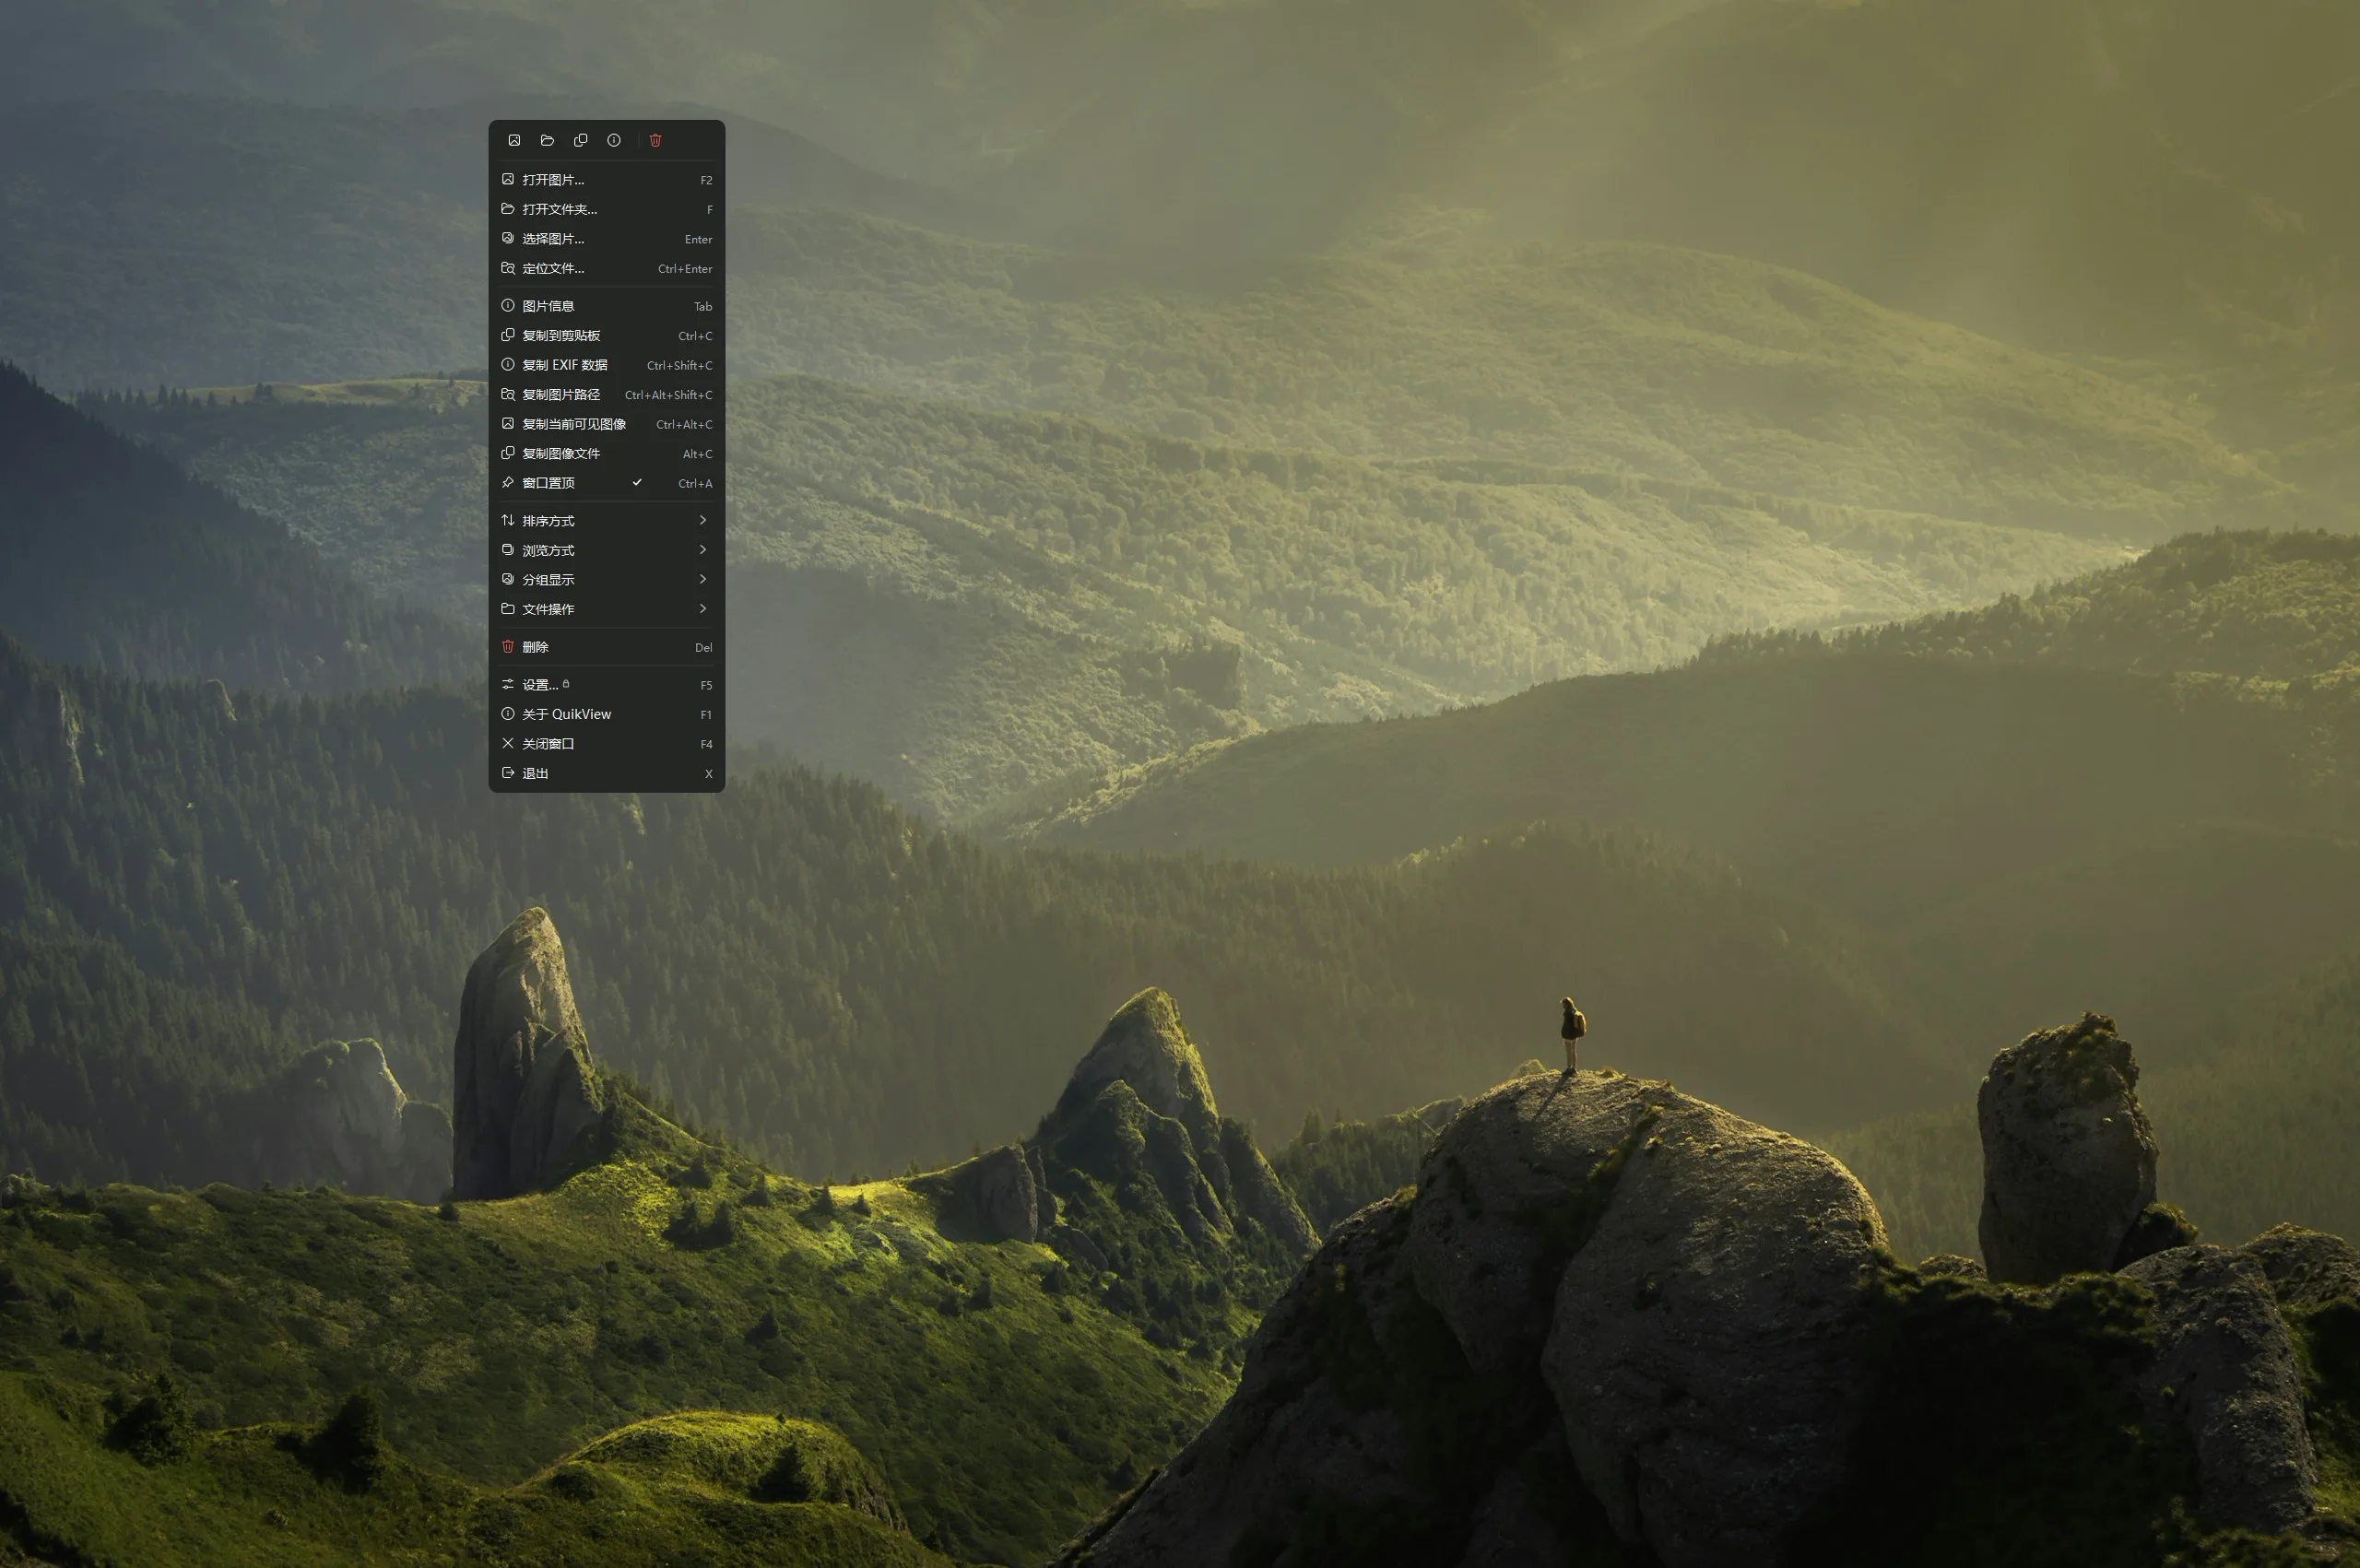 打开图片... F2
打开文件夹... F
选择图片... Enter
定位文件... Ctrl+Enter
图片信息 Tab
复制到剪贴板 Ctrl+C
复制 EXIF 数据 Ctrl+Shift+C
复制图片路径 Ctrl+Alt+Shift+C
复制当前可见图像 Ctrl+Alt+C
复制图像文件 Alt+C
窗口置顶 Ctrl+A
排序方式
浏览方式
分组显示
文件操作
删除 Del
设置... F5
关于 QuikView F1
关闭窗口 F4
退出 X